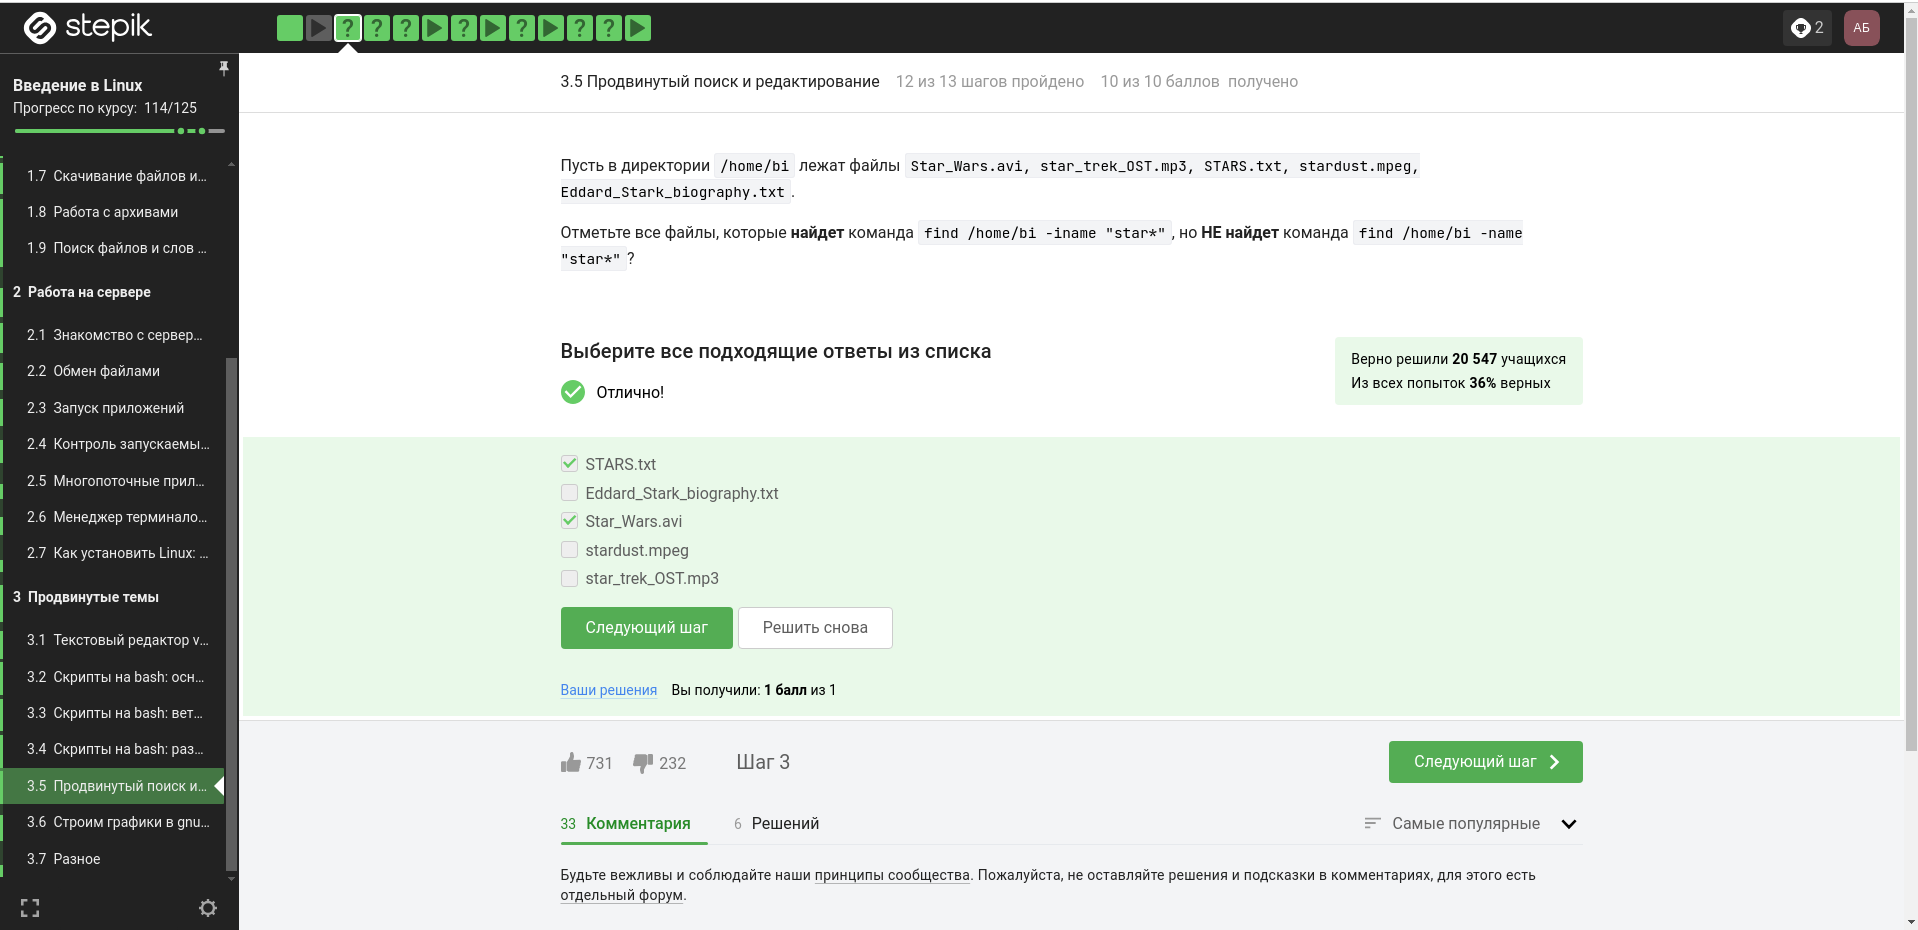 stepik
2
АБ
Введение в Linux
Прогресс по курсу: 114/125
1.7 Скачивание файлов и...
1.8 Работа с архивами
1.9 Поиск файлов и слов ...
2 Работа на сервере
2.1 Знакомство с сервер...
2.2 Обмен файлами
2.3 Запуск приложений
2.4 Контроль запускаемы...
2.5 Многопоточные прил...
2.6 Менеджер терминало...
2.7 Как установить Linux: ...
3 Продвинутые темы
3.1 Текстовый редактор v...
3.2 Скрипты на bash: осн...
3.3 Скрипты на bash: вет...
3.4 Скрипты на bash: раз...
3.5 Продвинутый поиск и...
3.6 Строим графики в gnu...
3.7 Разное
3.5 Продвинутый поиск и редактирование 12 из 13 шагов пройдено 10 из 10 баллов получено
Пусть в директории /home/bi лежат файлы Star_Wars.avi, star_trek_OST.mp3, STARS.txt, stardust.mpeg,
Eddard_Stark_biography.txt.
Отметьте все файлы, которые найдет команда find /home/bi -iname "star*", но НЕ найдет команда find /home/bi -name
"star*"?
Выберите все подходящие ответы из списка
Отлично!
Верно решили 20 547 учащихся
Из всех попыток 36% верных
STARS.txt
Eddard_Stark_biography.txt
Star_Wars.avi
stardust.mpeg
star_trek_OST.mp3
Следующий шаг Решить снова
Ваши решения Вы получили: 1 балл из 1
731 232 Шаг 3 Следующий шаг
33 Комментария 6 Решений Самые популярные
Будьте вежливы и соблюдайте наши принципы сообщества. Пожалуйста, не оставляйте решения и подсказки в комментариях, для этого есть
отдельный форум.